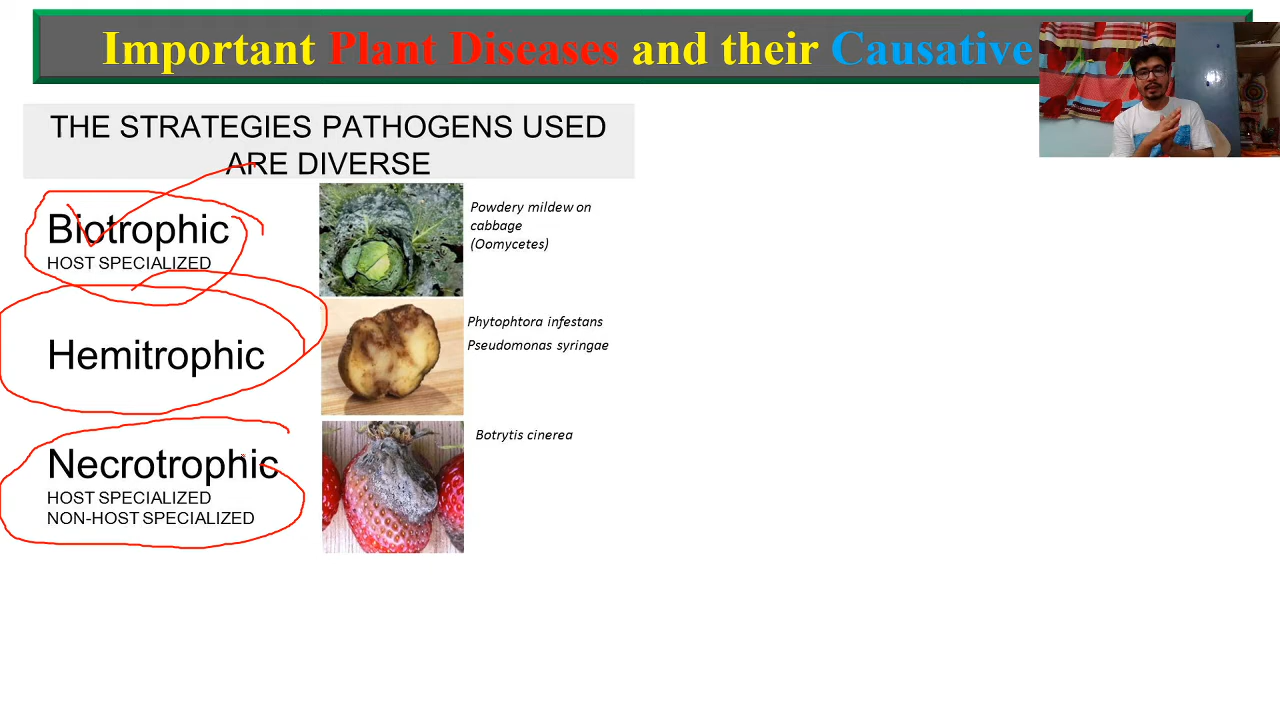 Important Plant Diseases and their Causative
THE STRATEGIES PATHOGENS USED
ARE DIVERSE
Biotrophic
HOST SPECIALIZED
Powdery mildew on
cabbage
(Oomycetes)
Hemitrophic
Phytophtora infestans
Pseudomonas syringae
Necrotrophic
HOST SPECIALIZED
NON-HOST SPECIALIZED
Botrytis cinerea